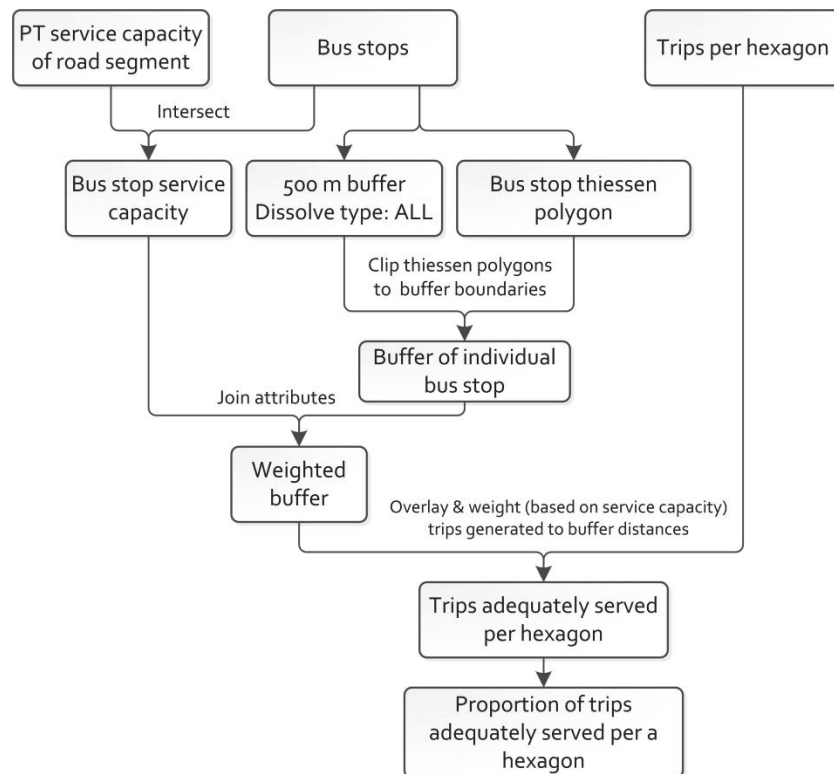 PT service capacity
of road segment
Bus stops
Trips per hexagon
Intersect
Bus stop service
capacity
500 m buffer
Dissolve type: ALL
Bus stop thiessen
polygon
Clip thiessen polygons
to buffer boundaries
Buffer of individual
bus stop
Join attributes
Weighted
buffer
Overlay & weight (based on service capacity)
trips generated to buffer distances
Trips adequately served
per hexagon
Proportion of trips
adequately served per a
hexagon